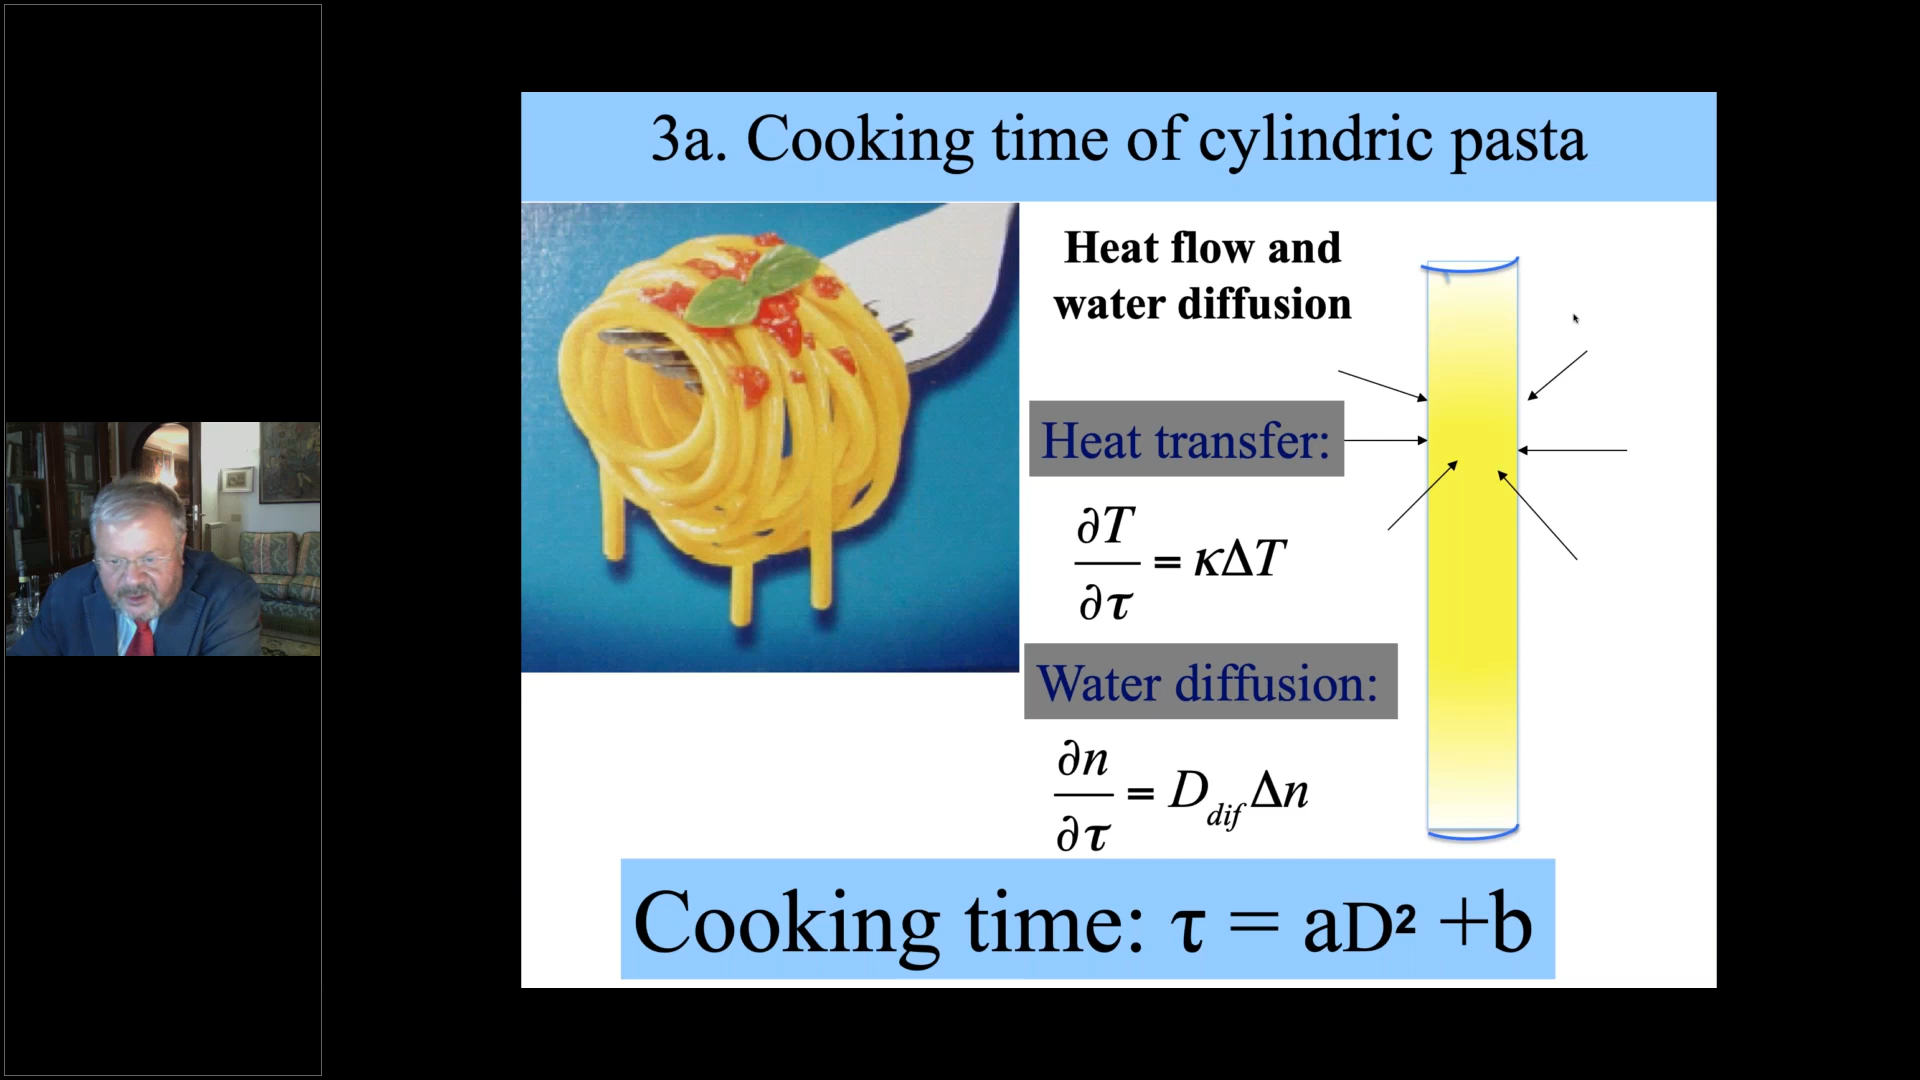 3a. Cooking time of cylindric pasta
Heat flow and
water diffusion
Heat transfer:
∂T/∂τ = κΔT
Water diffusion:
∂n/∂τ = D_dif Δn
Cooking time: τ = aD² +b